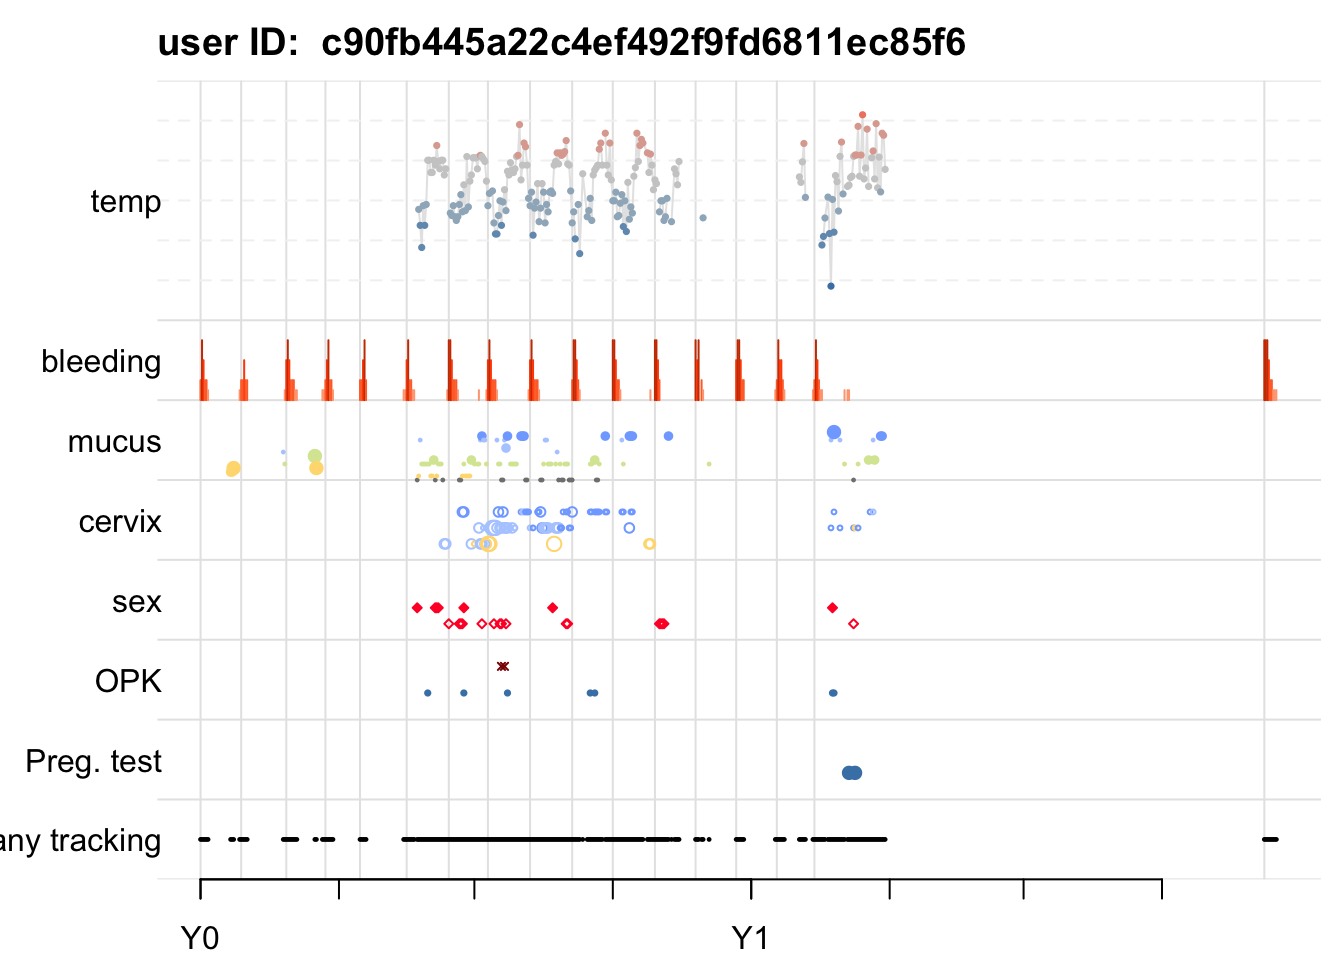 user ID:  c90fb445a22c4ef492f9fd6811ec85f6
temp
bleeding
mucus
cervix
sex
OPK
Preg. test
any tracking
Y0 Y1